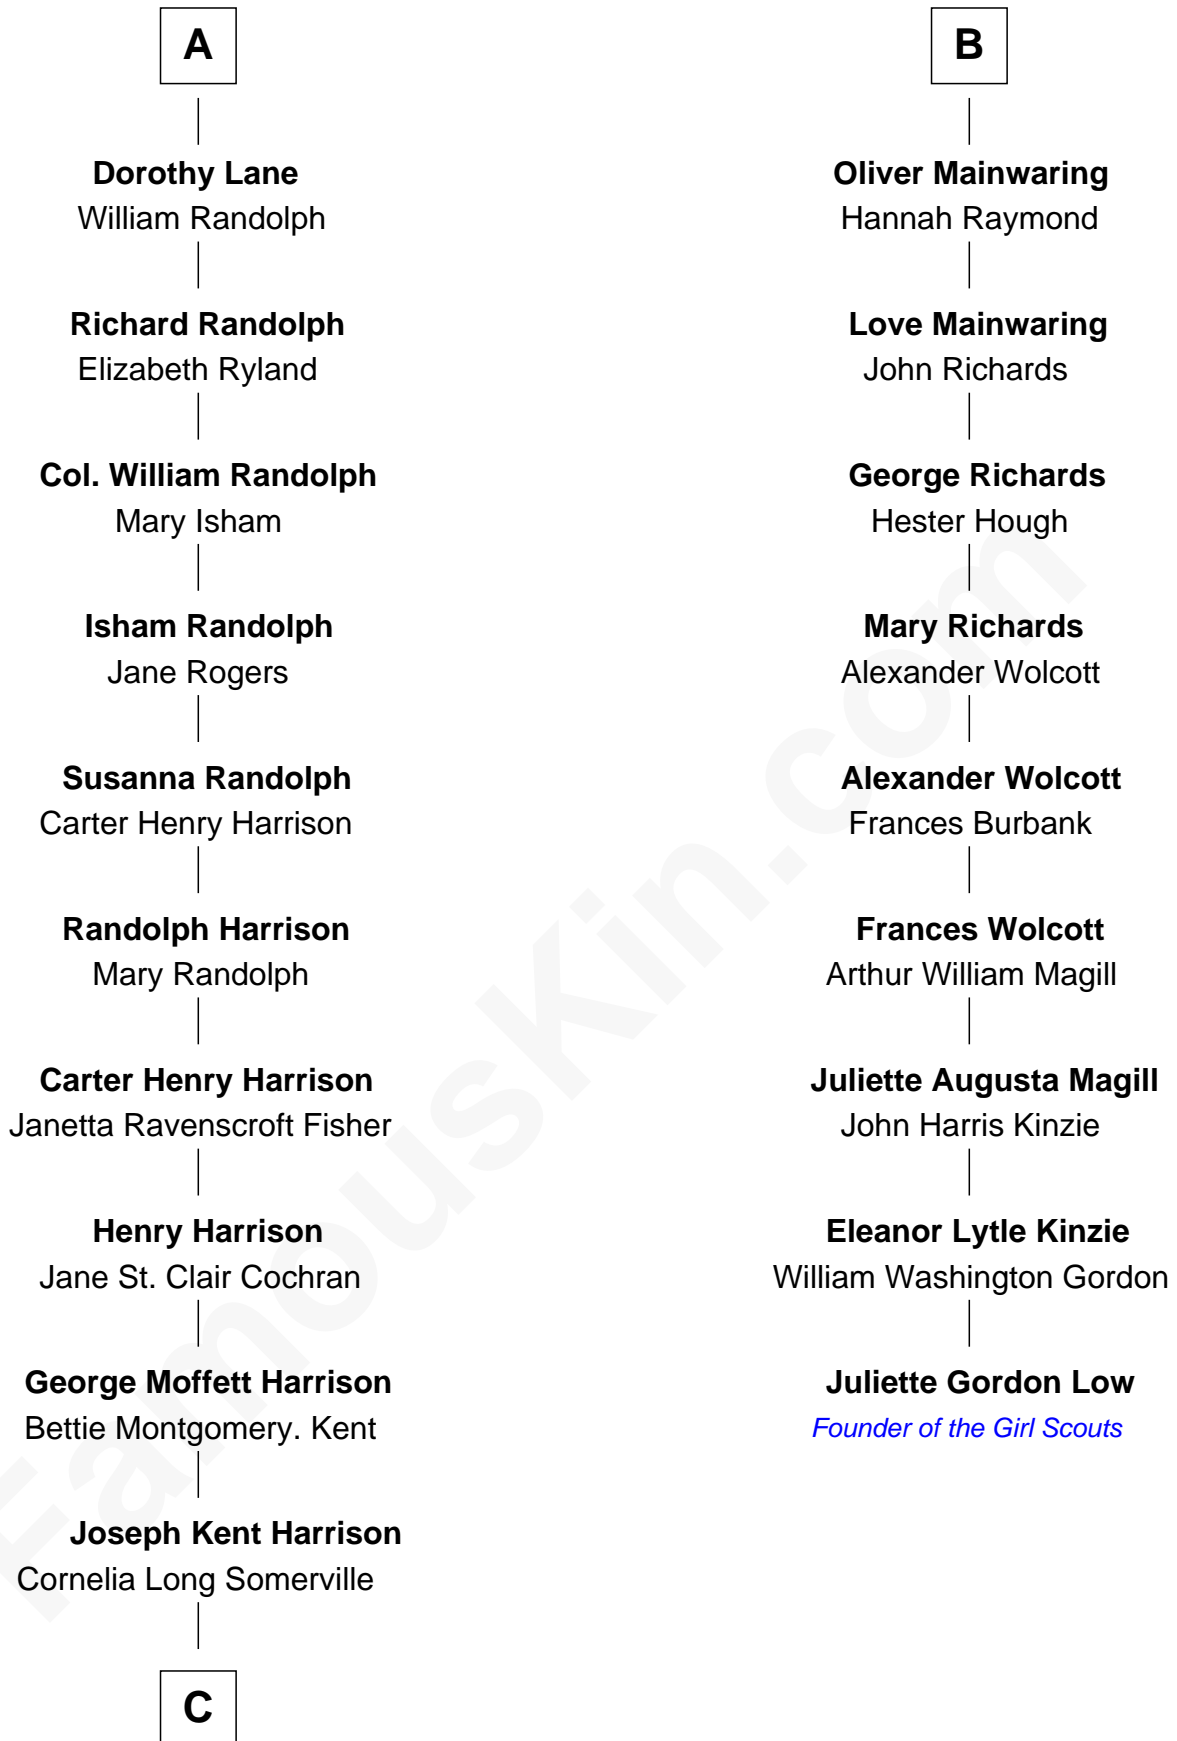 A
Dorothy Lane
William Randolph
Richard Randolph
Elizabeth Ryland
Col. William Randolph
Mary Isham
Isham Randolph
Jane Rogers
Susanna Randolph
Carter Henry Harrison
Randolph Harrison
Mary Randolph
Carter Henry Harrison
Janetta Ravenscroft Fisher
Henry Harrison
Jane St. Clair Cochran
George Moffett Harrison
Bettie Montgomery. Kent
Joseph Kent Harrison
Cornelia Long Somerville
C
B
Oliver Mainwaring
Hannah Raymond
Love Mainwaring
John Richards
George Richards
Hester Hough
Mary Richards
Alexander Wolcott
Alexander Wolcott
Frances Burbank
Frances Wolcott
Arthur William Magill
Juliette Augusta Magill
John Harris Kinzie
Eleanor Lytle Kinzie
William Washington Gordon
Juliette Gordon Low
Founder of the Girl Scouts
FamousKin.com